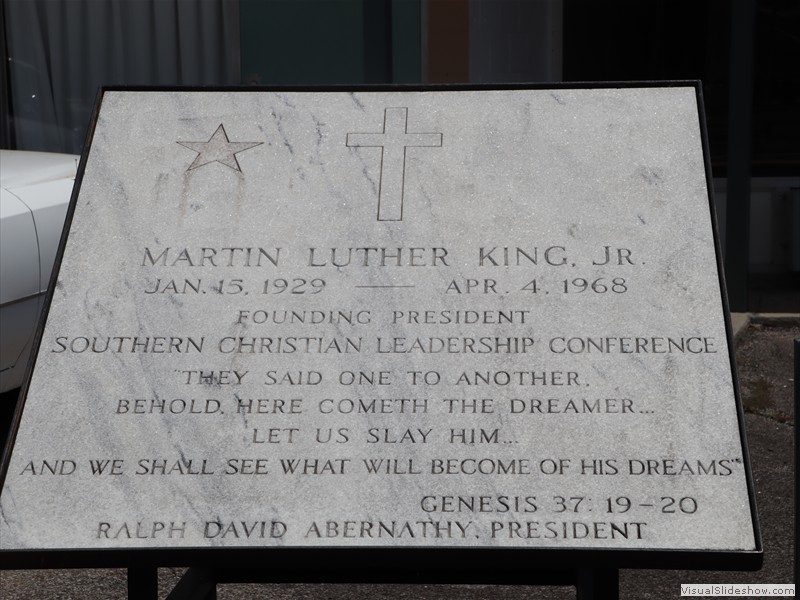 MARTIN LUTHER KING, JR.
JAN. 15, 1929 — APR. 4, 1968
FOUNDING PRESIDENT
SOUTHERN CHRISTIAN LEADERSHIP CONFERENCE
"THEY SAID ONE TO ANOTHER,
BEHOLD, HERE COMETH THE DREAMER...
LET US SLAY HIM...
AND WE SHALL SEE WHAT WILL BECOME OF HIS DREAMS"
GENESIS 37: 19-20
RALPH DAVID ABERNATHY, PRESIDENT
VisualSlideshow.com